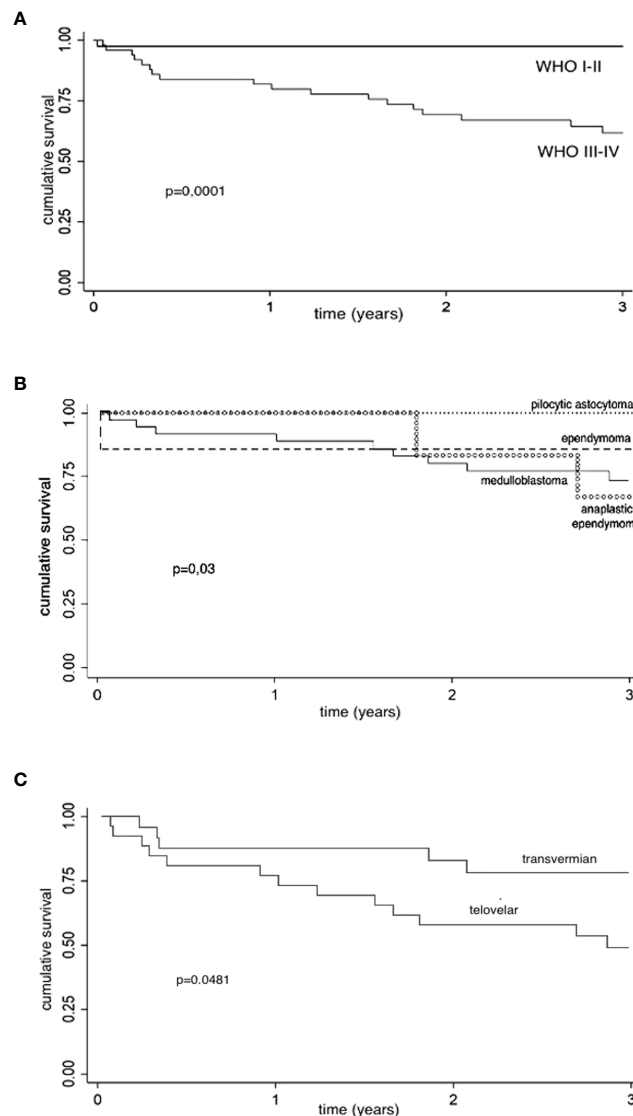 A
cumulative survival
1.00
0.75
0.50
0.25
0.00
WHO I-II
WHO III-IV
p=0,0001
0 1 2 3
time (years)
B
cumulative survival
1.00
0.75
0.50
0.25
0.00
pilocytic astocytoma
ependymoma
medulloblastoma
anaplastic
ependymom
p=0,03
0 1 2 3
time (years)
C
cumulative survival
1.00
0.75
0.50
0.25
0.00
transvermian
telovelar
p=0.0481
0 1 2 3
time (years)